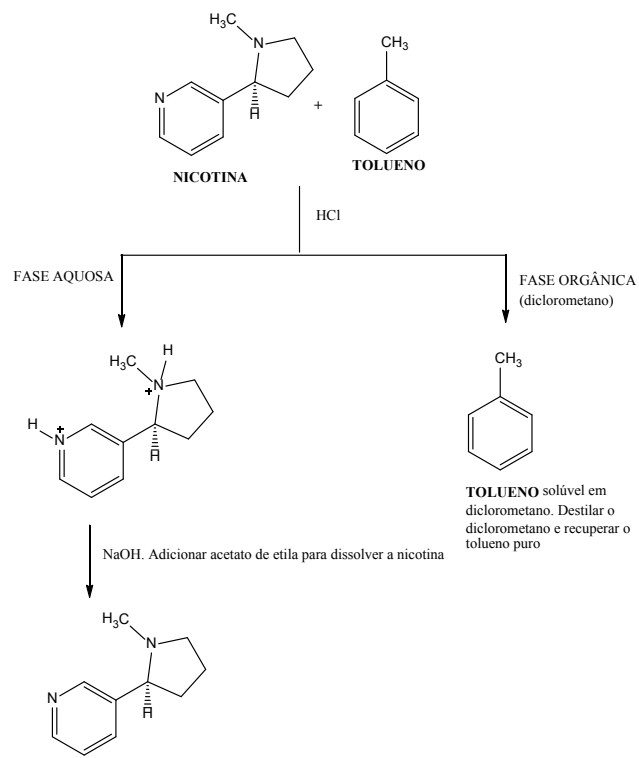 H₃C
N
CH₃
N
H
+
NICOTINA
TOLUENO
HCl
FASE AQUOSA
FASE ORGÂNICA
(diclorometano)
H
H₃C
N
+
CH₃
H
N
+
H
TOLUENO solúvel em
diclorometano. Destilar o
diclorometano e recuperar o
tolueno puro
NaOH. Adicionar acetato de etila para dissolver a nicotina
H₃C
N
N
H